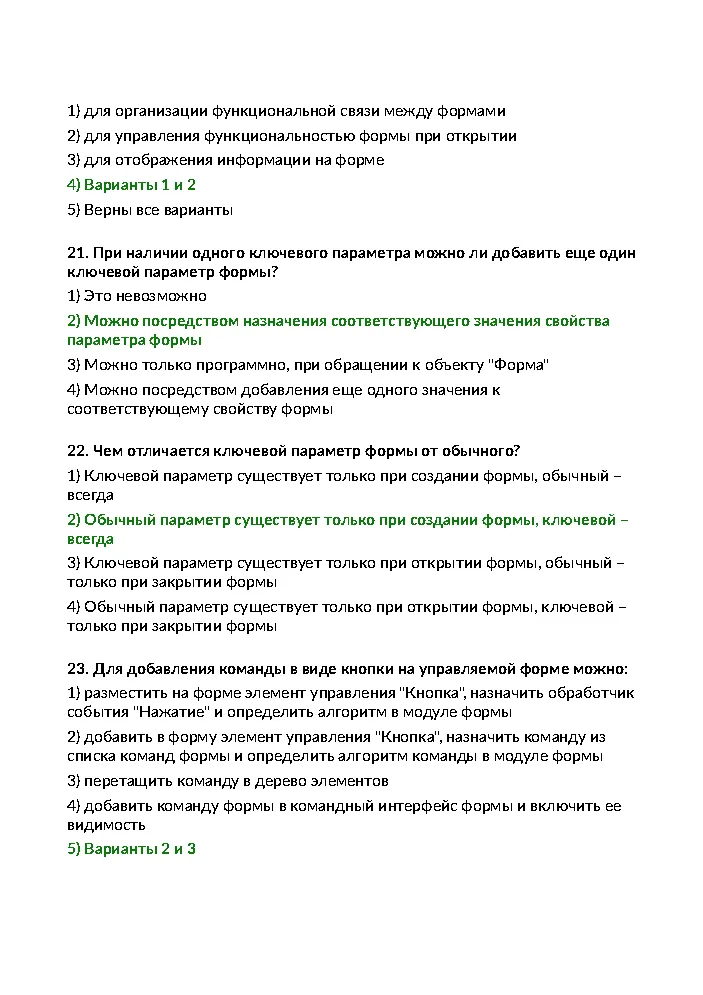 1) для организации функциональной связи между формами
2) для управления функциональностью формы при открытии
3) для отображения информации на форме
4) Варианты 1 и 2
5) Верны все варианты
21. При наличии одного ключевого параметра можно ли добавить еще один
ключевой параметр формы?
1) Это невозможно
2) Можно посредством назначения соответствующего значения свойства
параметра формы
3) Можно только программно, при обращении к объекту "Форма"
4) Можно посредством добавления еще одного значения к
соответствующему свойству формы
22. Чем отличается ключевой параметр формы от обычного?
1) Ключевой параметр существует только при создании формы, обычный –
всегда
2) Обычный параметр существует только при создании формы, ключевой –
всегда
3) Ключевой параметр существует только при открытии формы, обычный –
только при закрытии формы
4) Обычный параметр существует только при открытии формы, ключевой –
только при закрытии формы
23. Для добавления команды в виде кнопки на управляемой форме можно:
1) разместить на форме элемент управления "Кнопка", назначить обработчик
события "Нажатие" и определить алгоритм в модуле формы
2) добавить в форму элемент управления "Кнопка", назначить команду из
списка команд формы и определить алгоритм команды в модуле формы
3) перетащить команду в дерево элементов
4) добавить команду формы в командный интерфейс формы и включить ее
видимость
5) Варианты 2 и 3